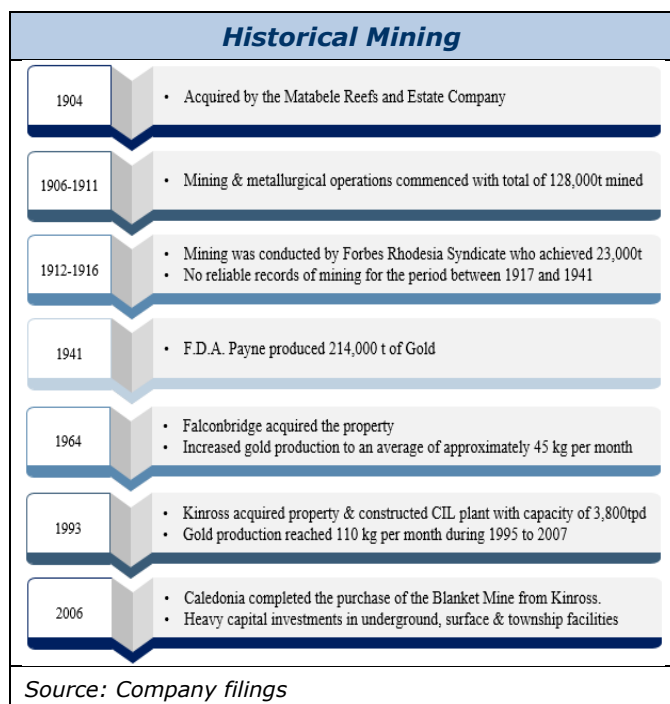 Historical Mining
1904
• Acquired by the Matabele Reefs and Estate Company
1906-1911
• Mining & metallurgical operations commenced with total of 128,000t mined
1912-1916
• Mining was conducted by Forbes Rhodesia Syndicate who achieved 23,000t
• No reliable records of mining for the period between 1917 and 1941
1941
• F.D.A. Payne produced 214,000 t of Gold
1964
• Falconbridge acquired the property
• Increased gold production to an average of approximately 45 kg per month
1993
• Kinross acquired property & constructed CIL plant with capacity of 3,800tpd
• Gold production reached 110 kg per month during 1995 to 2007
2006
• Caledonia completed the purchase of the Blanket Mine from Kinross.
• Heavy capital investments in underground, surface & township facilities
Source: Company filings